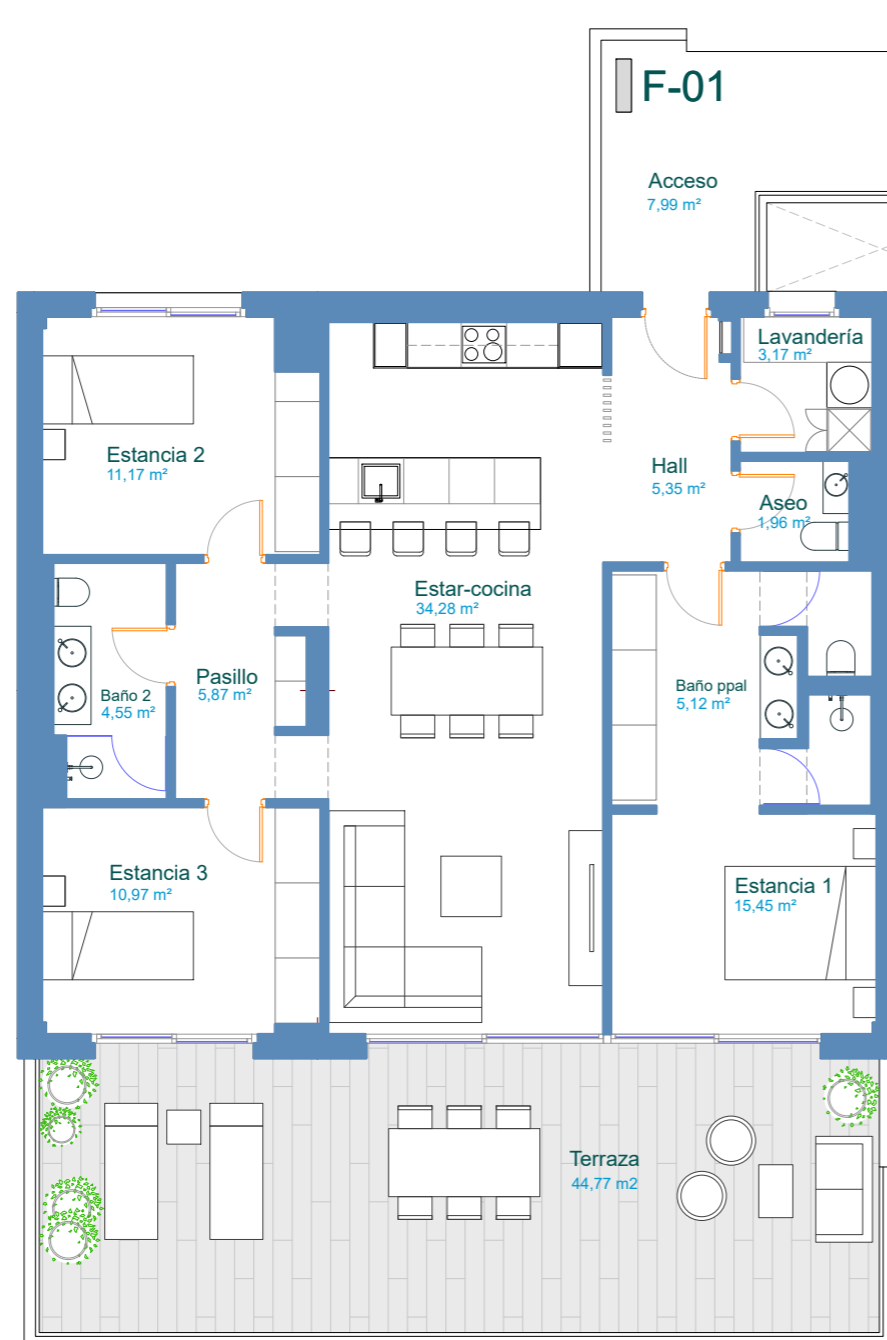 F-01
Acceso
7,99 m²
Lavandería
3,17 m²
Estancia 2
11,17 m²
Hall
5,35 m²
Aseo
1,96 m²
Estar-cocina
34,28 m²
Pasillo
5,87 m²
Baño 2
4,55 m²
Baño ppal
5,12 m²
Estancia 3
10,97 m²
Estancia 1
15,45 m²
Terraza
44,77 m2